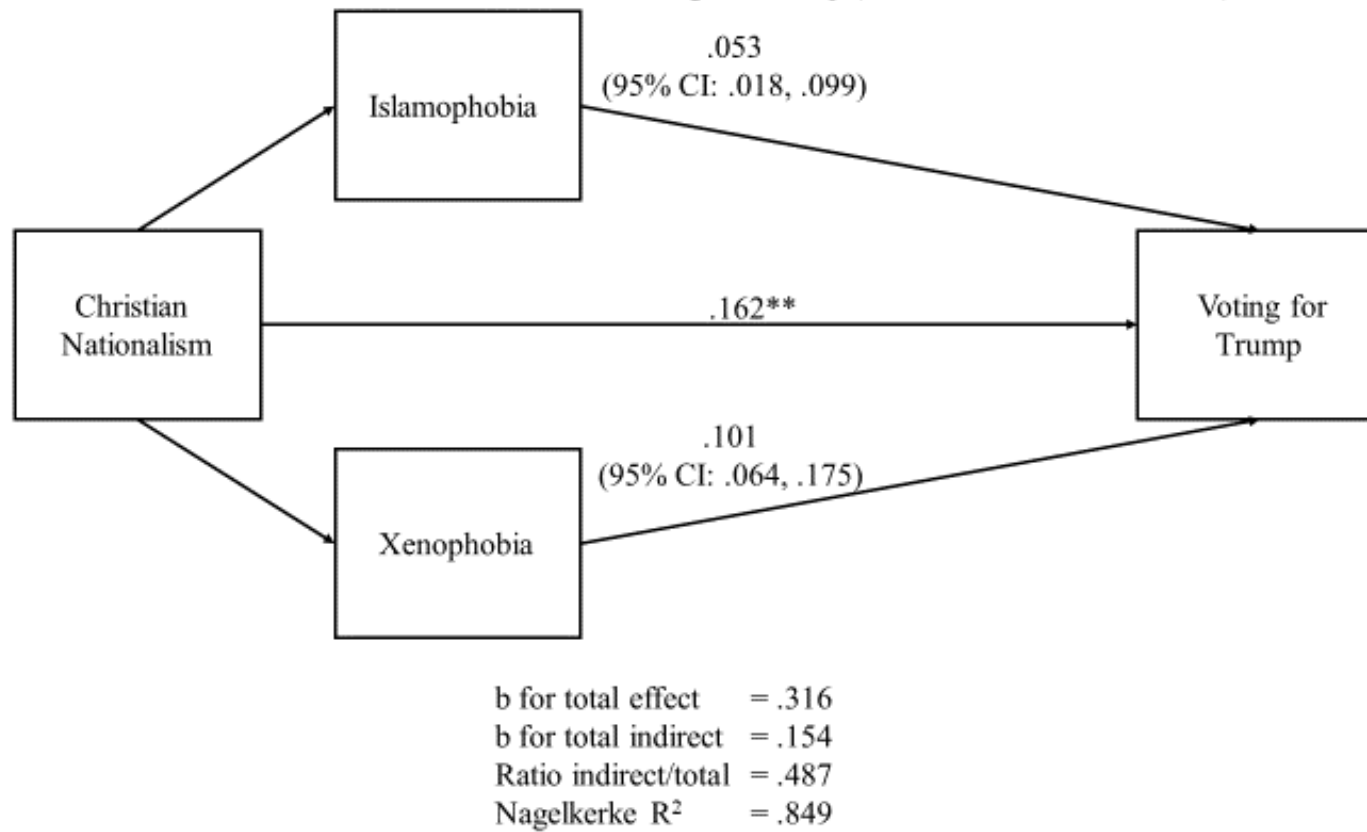 .053
(95% CI: .018, .099)
Islamophobia
Christian
Nationalism
.162**
Voting for
Trump
.101
(95% CI: .064, .175)
Xenophobia
b for total effect = .316
b for total indirect = .154
Ratio indirect/total = .487
Nagelkerke R² = .849